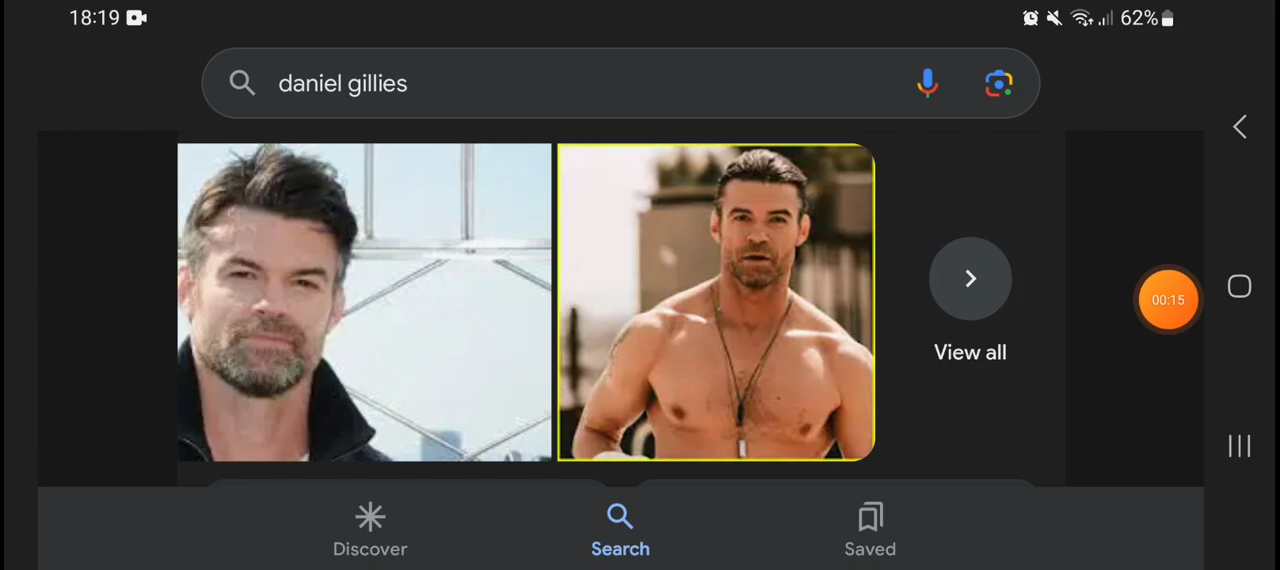 18:19
62%
daniel gillies
View all
00:15
Discover
Search
Saved